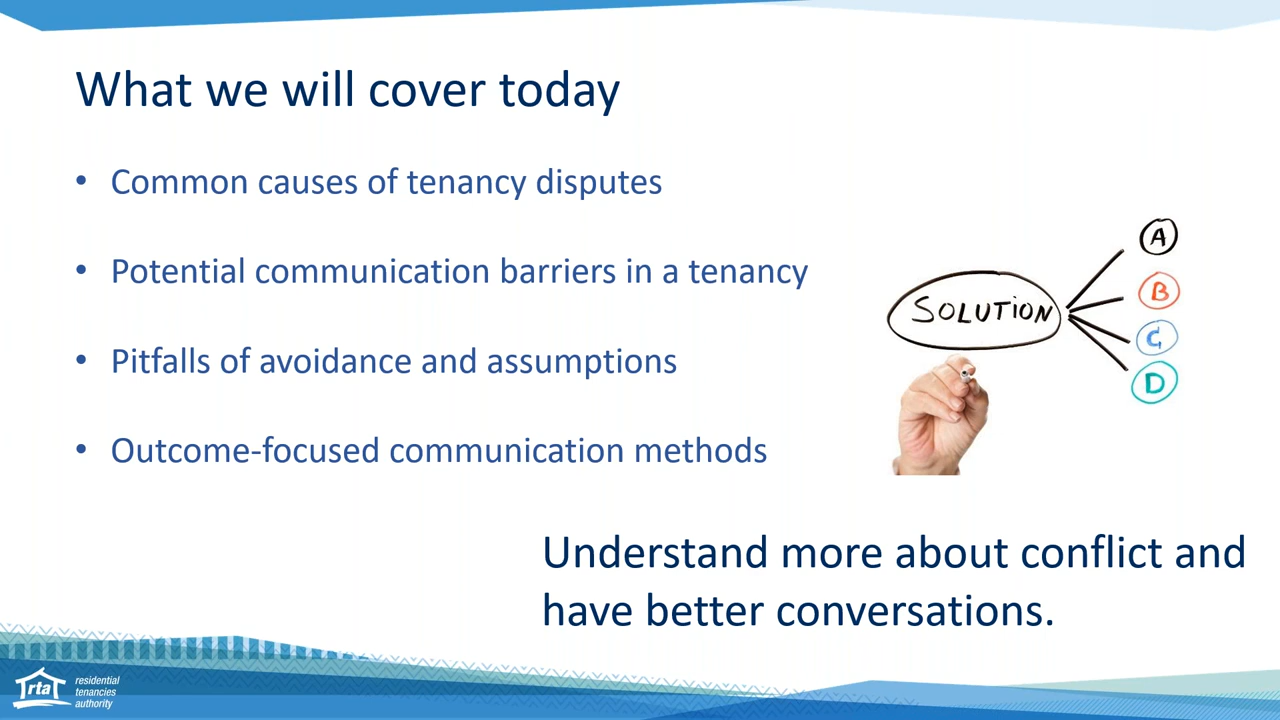 What we will cover today
• Common causes of tenancy disputes
• Potential communication barriers in a tenancy
• Pitfalls of avoidance and assumptions
• Outcome-focused communication methods
SOLUTION
A
B
C
D
Understand more about conflict and
have better conversations.
rta
residential
tenancies
authority